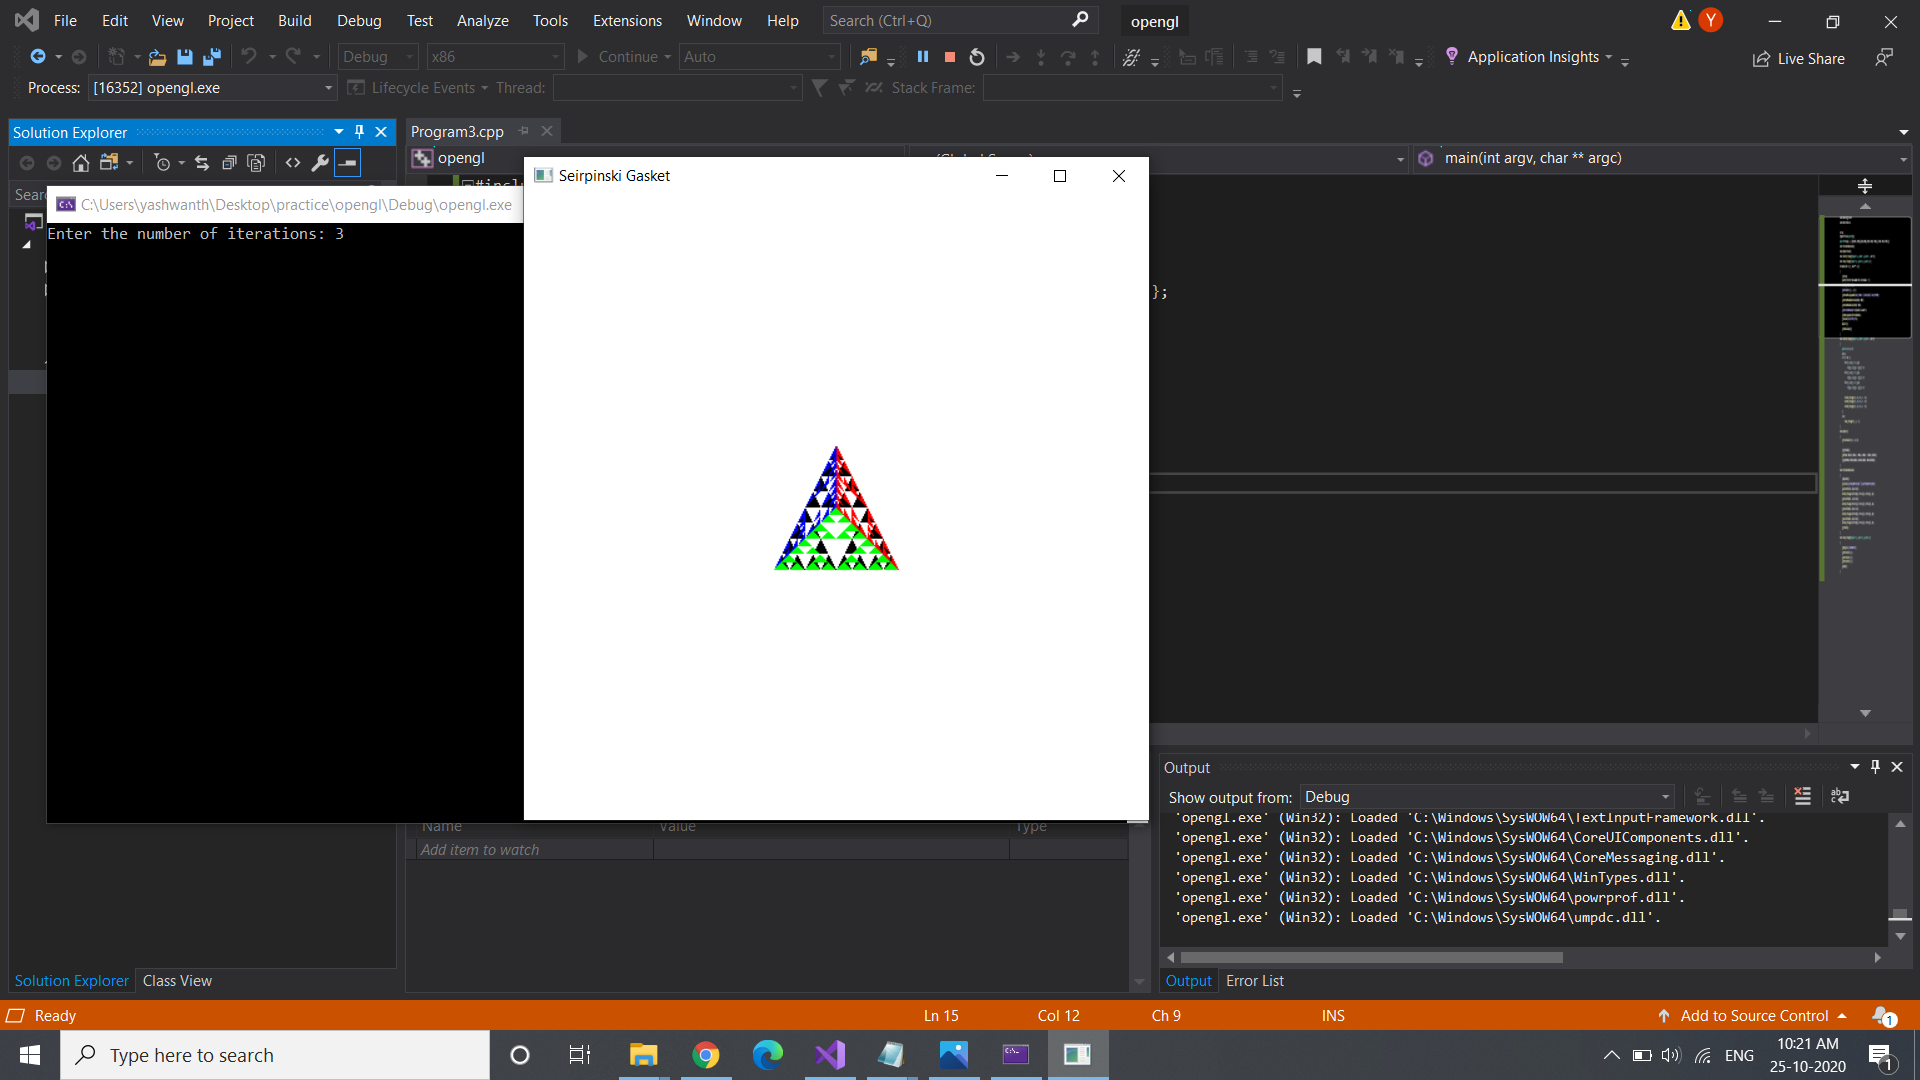 File Edit View Project Build Debug Test Analyze Tools Extensions Window Help Search (Ctrl+Q) opengl Y
Debug x86 Continue Auto Application Insights Live Share
Process: [16352] opengl.exe Lifecycle Events Thread: Stack Frame:
Solution Explorer
Program3.cpp
opengl
main(int argv, char ** argc)
Seirpinski Gasket
#inclu
Sear
C:\Users\yashwanth\Desktop\practice\opengl\Debug\opengl.exe
Enter the number of iterations: 3
};
Output
Show output from: Debug
'opengl.exe' (Win32): Loaded 'C:\Windows\SysWOW64\TextInputFramework.dll'.
'opengl.exe' (Win32): Loaded 'C:\Windows\SysWOW64\CoreUIComponents.dll'.
'opengl.exe' (Win32): Loaded 'C:\Windows\SysWOW64\CoreMessaging.dll'.
'opengl.exe' (Win32): Loaded 'C:\Windows\SysWOW64\WinTypes.dll'.
'opengl.exe' (Win32): Loaded 'C:\Windows\SysWOW64\powrprof.dll'.
'opengl.exe' (Win32): Loaded 'C:\Windows\SysWOW64\umpdc.dll'.
Name Value Type
Add item to watch
Solution Explorer Class View
Output Error List
Ready Ln 15 Col 12 Ch 9 INS Add to Source Control 1
Type here to search
ENG
10:21 AM
25-10-2020
1